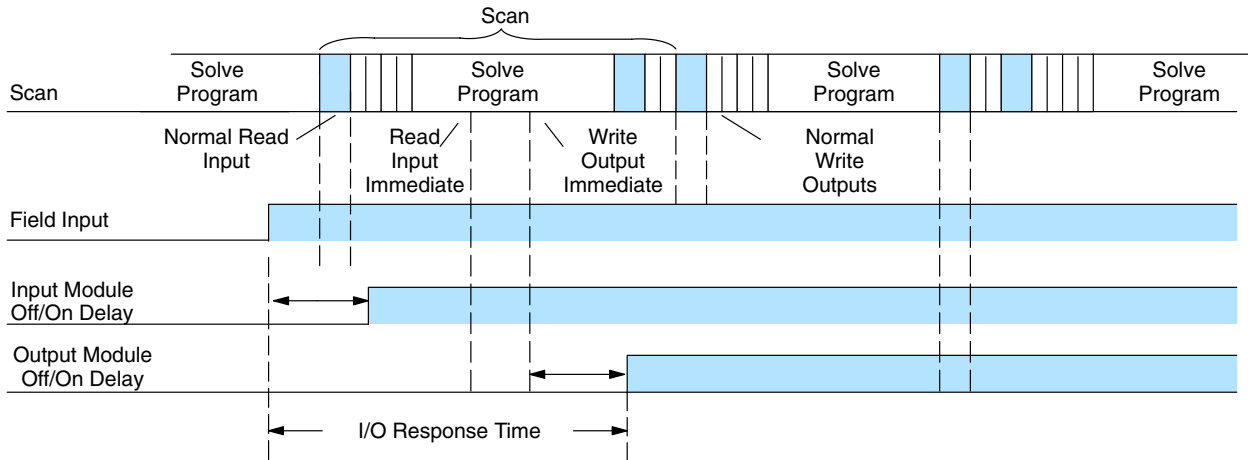 Scan
Scan
Solve
Program
Solve
Program
Solve
Program
Solve
Program
Normal Read
Input
Read
Input
Immediate
Write
Output
Immediate
Normal
Write
Outputs
Field Input
Input Module
Off/On Delay
Output Module
Off/On Delay
I/O Response Time